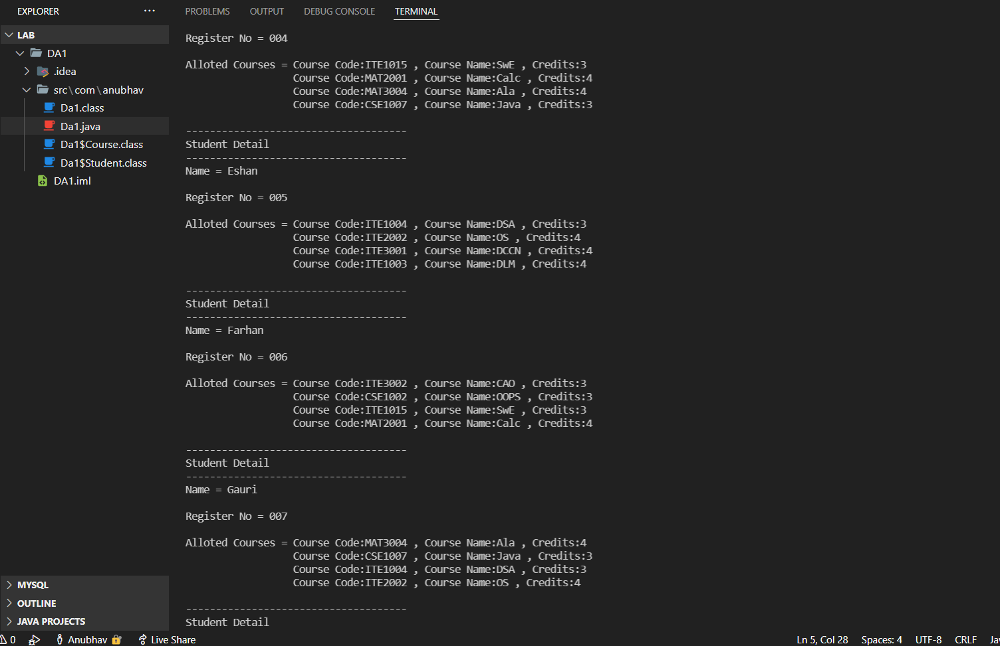 EXPLORER
LAB
DA1
.idea
src\com\anubhav
Da1.class
Da1.java
Da1$Course.class
Da1$Student.class
DA1.iml
MYSQL
OUTLINE
JAVA PROJECTS
PROBLEMS OUTPUT DEBUG CONSOLE TERMINAL
Register No = 004
Alloted Courses = Course Code:ITE1015 , Course Name:SwE , Credits:3
Course Code:MAT2001 , Course Name:Calc , Credits:4
Course Code:MAT3004 , Course Name:Ala , Credits:4
Course Code:CSE1007 , Course Name:Java , Credits:3
-------------------------------------
Student Detail
-------------------------------------
Name = Eshan
Register No = 005
Alloted Courses = Course Code:ITE1004 , Course Name:DSA , Credits:3
Course Code:ITE2002 , Course Name:OS , Credits:4
Course Code:ITE3001 , Course Name:DCCN , Credits:4
Course Code:ITE1003 , Course Name:DLM , Credits:4
-------------------------------------
Student Detail
-------------------------------------
Name = Farhan
Register No = 006
Alloted Courses = Course Code:ITE3002 , Course Name:CAO , Credits:3
Course Code:CSE1002 , Course Name:OOPS , Credits:3
Course Code:ITE1015 , Course Name:SwE , Credits:3
Course Code:MAT2001 , Course Name:Calc , Credits:4
-------------------------------------
Student Detail
-------------------------------------
Name = Gauri
Register No = 007
Alloted Courses = Course Code:MAT3004 , Course Name:Ala , Credits:4
Course Code:CSE1007 , Course Name:Java , Credits:3
Course Code:ITE1004 , Course Name:DSA , Credits:3
Course Code:ITE2002 , Course Name:OS , Credits:4
-------------------------------------
Student Detail
0 Anubhav Live Share Ln 5, Col 28 Spaces: 4 UTF-8 CRLF